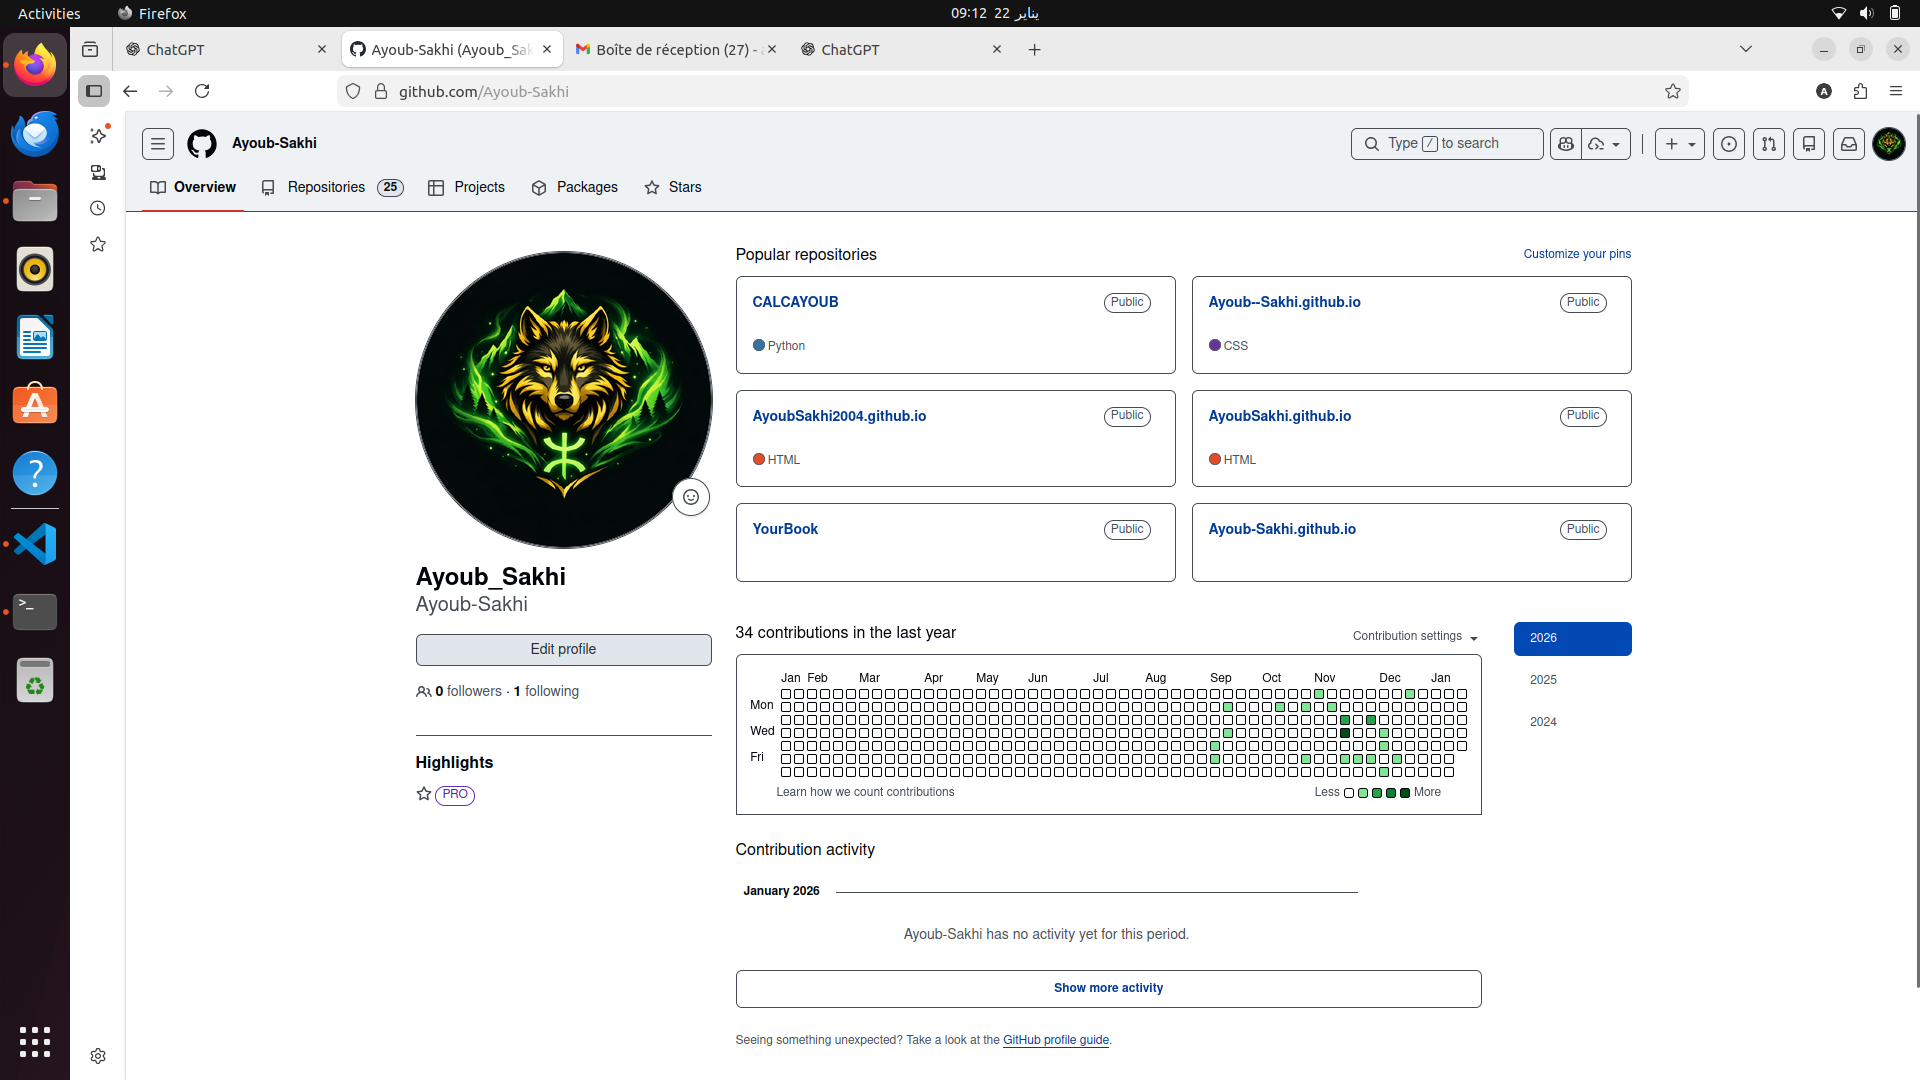 Activities
Firefox
09:12 22 يناير
ChatGPT
Ayoub-Sakhi (Ayoub_Sak
Boîte de réception (27) -
ChatGPT
github.com/Ayoub-Sakhi
A
Ayoub-Sakhi
Type / to search
Overview
Repositories 25
Projects
Packages
Stars
Popular repositories
Customize your pins
CALCAYOUB Public
Python
Ayoub--Sakhi.github.io Public
CSS
AyoubSakhi2004.github.io Public
HTML
AyoubSakhi.github.io Public
HTML
YourBook Public
Ayoub-Sakhi.github.io Public
ⵣ
Ayoub_Sakhi
Ayoub-Sakhi
Edit profile
0 followers · 1 following
Highlights
PRO
34 contributions in the last year
Contribution settings
2026
2025
2024
Jan Feb Mar Apr May Jun Jul Aug Sep Oct Nov Dec Jan
Mon
Wed
Fri
Learn how we count contributions
Less More
Contribution activity
January 2026
Ayoub-Sakhi has no activity yet for this period.
Show more activity
Seeing something unexpected? Take a look at the GitHub profile guide.